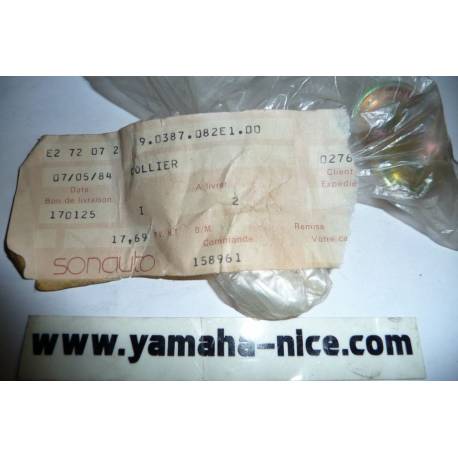 E2 72 07 2 9.0387.082E1.00
07/05/84 COLLIER 0276
Date A livrer Client
Bon de livraison Expédié
170125 1 2
17,69 B/M. Remise
Commande Votre ca
sonauto 158961
www.yamaha-nice.com